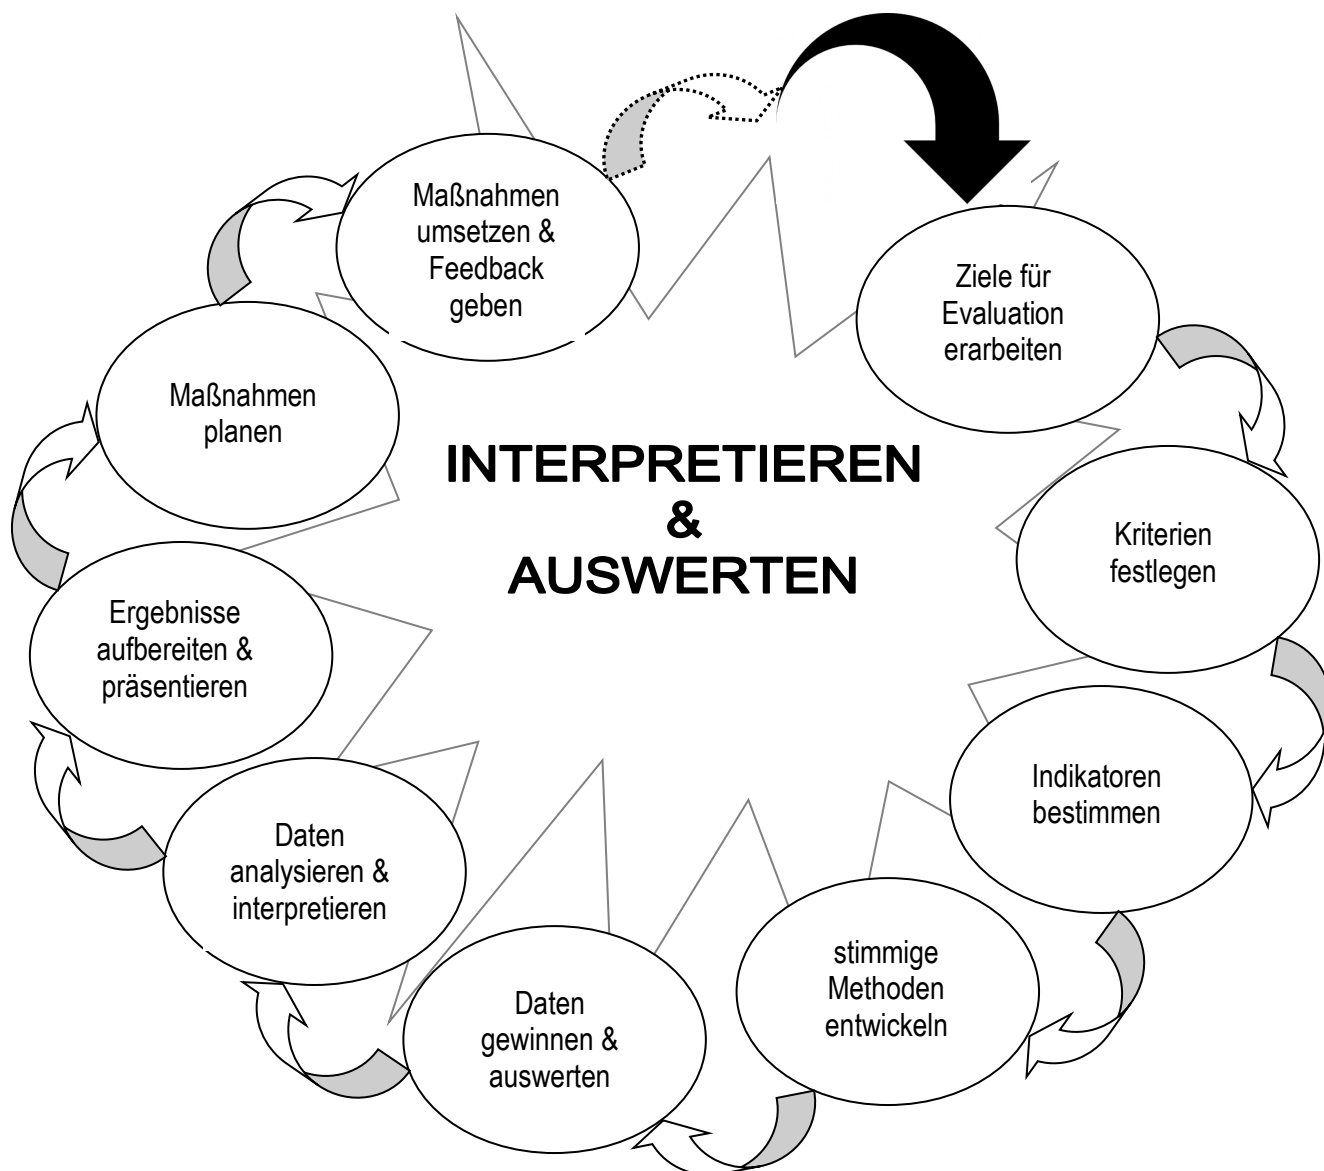 Maßnahmen
umsetzen &
Feedback
geben
Ziele für
Evaluation
erarbeiten
Maßnahmen
planen
INTERPRETIEREN
&
AUSWERTEN
Kriterien
festlegen
Ergebnisse
aufbereiten &
präsentieren
Indikatoren
bestimmen
Daten
analysieren &
interpretieren
stimmige
Methoden
entwickeln
Daten
gewinnen &
auswerten